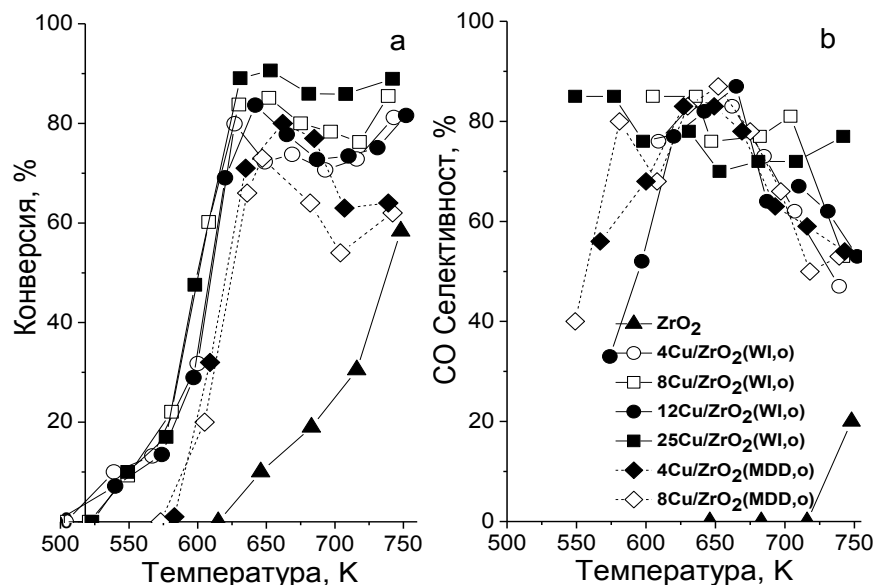 a
Конверсия, %
100
80
60
40
20
0
500
550
600
650
700
750
Температура, K
b
CO Селективност, %
100
80
60
40
20
0
500
550
600
650
700
750
Температура, K
ZrO₂
4Cu/ZrO₂(WI,o)
8Cu/ZrO₂(WI,o)
12Cu/ZrO₂(WI,o)
25Cu/ZrO₂(WI,o)
4Cu/ZrO₂(MDD,o)
8Cu/ZrO₂(MDD,o)